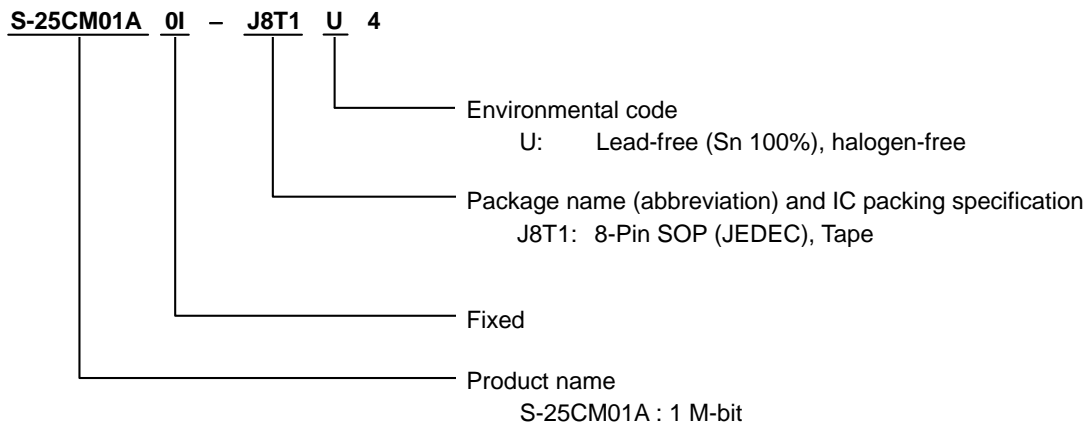 S-25CM01A 0I – J8T1 U 4
Environmental code
U: Lead-free (Sn 100%), halogen-free
Package name (abbreviation) and IC packing specification
J8T1: 8-Pin SOP (JEDEC), Tape
Fixed
Product name
S-25CM01A : 1 M-bit